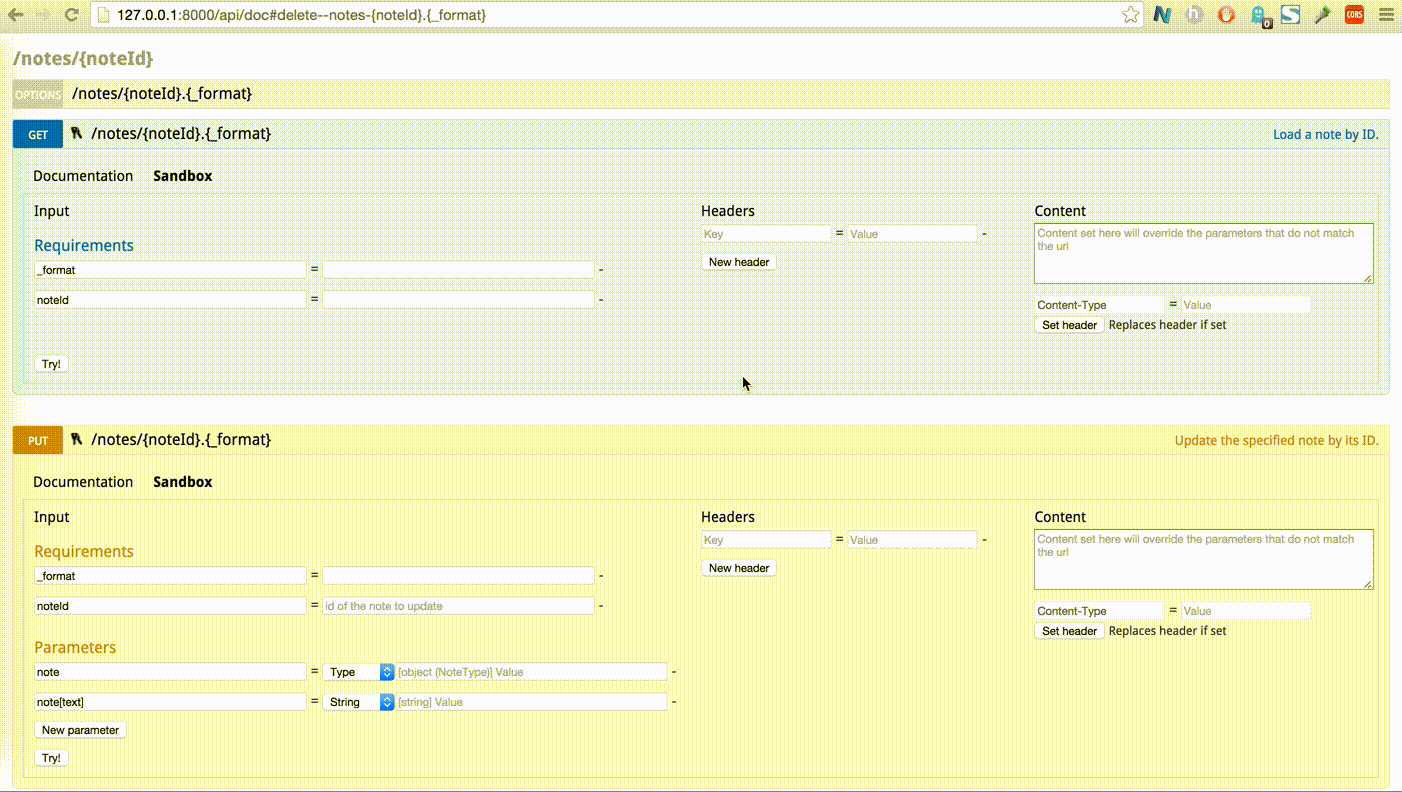 127.0.0.1:8000/api/doc#delete--notes-{noteId}.{_format}
0
CORS
/notes/{noteId}
OPTIONS /notes/{noteId}.{_format}
GET /notes/{noteId}.{_format} Load a note by ID.
Documentation Sandbox
Input Headers Content
Key = Value - Content set here will override the parameters that do not match
the url
Requirements New header
_format = -
noteId = - Content-Type = Value
Set header Replaces header if set
Try!
PUT /notes/{noteId}.{_format} Update the specified note by its ID.
Documentation Sandbox
Input Headers Content
Key = Value - Content set here will override the parameters that do not match
the url
Requirements New header
_format = -
noteId = id of the note to update - Content-Type = Value
Set header Replaces header if set
Parameters
note = Type [object (NoteType)] Value -
note[text] = String [string] Value -
New parameter
Try!